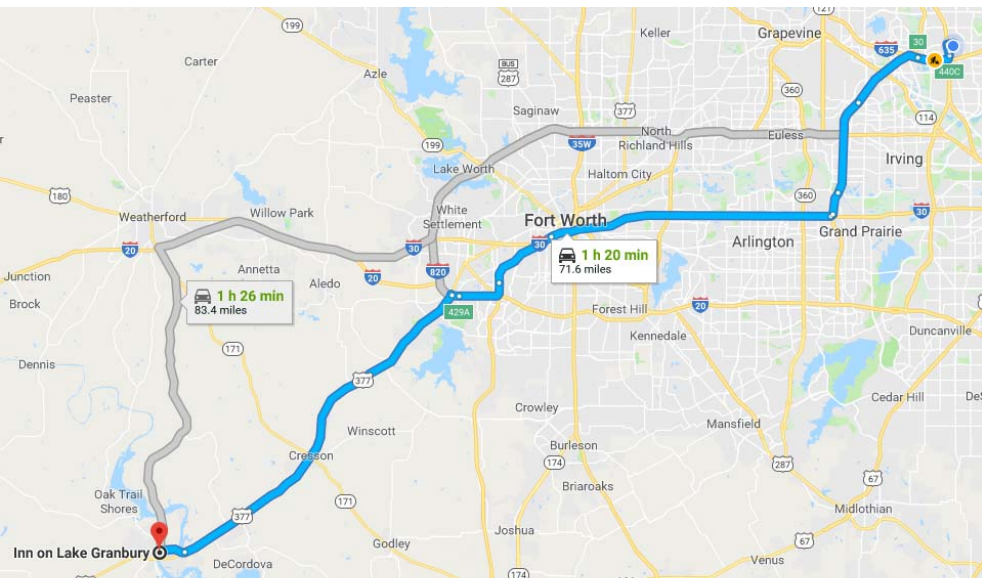 121
199
Keller
Grapevine
Carter
BUS
287
30
635
440C
Azle
Peaster
360
Saginaw
377
114
199
North
Richland Hills
Euless
35W
Irving
Lake Worth
Haltom City
180
360
White
Settlement
Willow Park
Weatherford
Fort Worth
30
20
30
30
Arlington
Grand Prairie
1 h 20 min
71.6 miles
820
Annetta
20
Junction
Aledo
1 h 26 min
83.4 miles
Brock
429A
Forest Hill
20
Kennedale
Duncanville
171
Dennis
377
Cedar Hill
DeS
Crowley
Mansfield
Winscott
Burleson
Cresson
174
287
67
Briaroaks
Oak Trail
Shores
171
Midlothian
377
Joshua
67
Inn on Lake Granbury
Godley
DeCordova
Venus
174